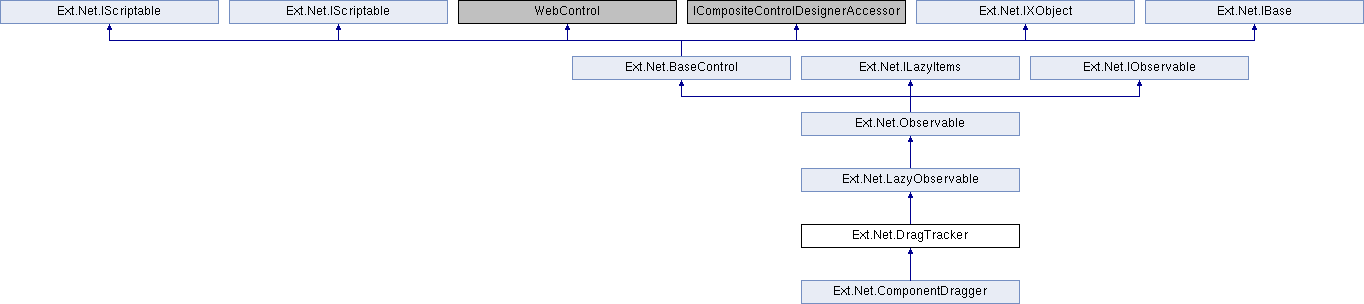 Ext.Net.IScriptable
Ext.Net.IScriptable
WebControl
ICompositeControlDesignerAccessor
Ext.Net.IXObject
Ext.Net.IBase
Ext.Net.BaseControl
Ext.Net.ILazyItems
Ext.Net.IObservable
Ext.Net.Observable
Ext.Net.LazyObservable
Ext.Net.DragTracker
Ext.Net.ComponentDragger